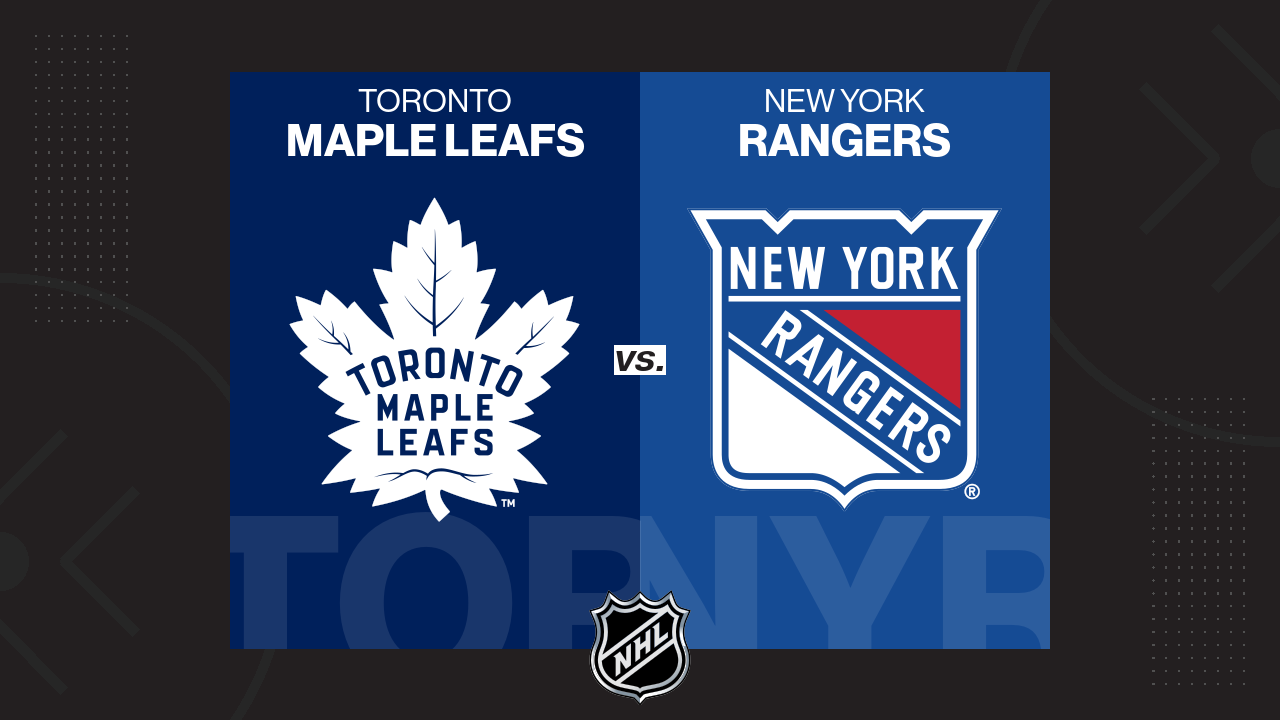 TORONTO
MAPLE LEAFS
NEW YORK
RANGERS
TORONTO
MAPLE
LEAFS
TM
vs.
NEW YORK
RANGERS
®
TOR
NYR
NHL